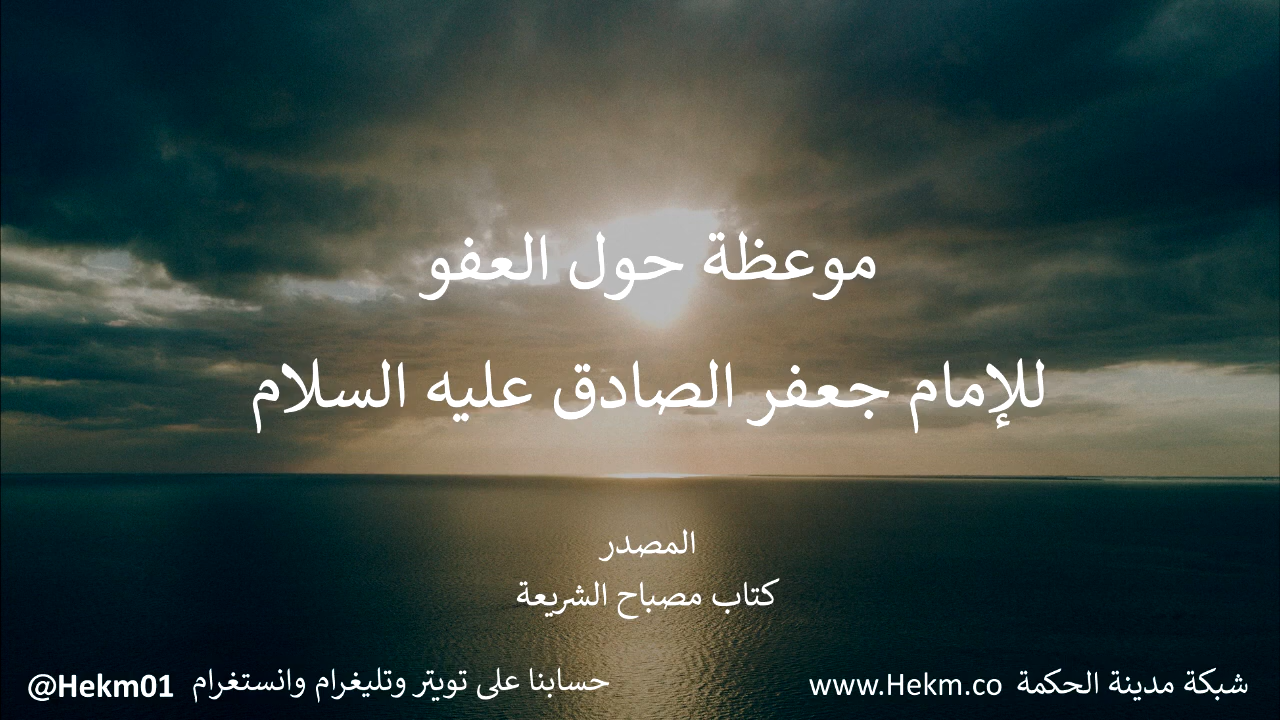 موعظة حول العفو
للإمام جعفر الصادق عليه السلام
المصدر
كتاب مصباح الشريعة
شبكة مدينة الحكمة www.Hekm.co
حسابنا على تويتر وتليغرام وانستغرام @Hekm01